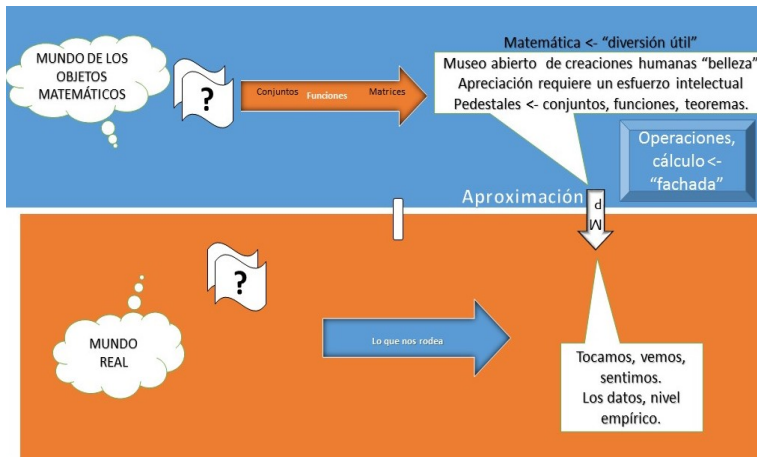 MUNDO DE LOS
OBJETOS
MATEMÁTICOS
?
Conjuntos Funciones Matrices
Matemática <- “diversión útil”
Museo abierto de creaciones humanas “belleza”
Apreciación requiere un esfuerzo intelectual
Pedestales <- conjuntos, funciones, teoremas.
Operaciones,
cálculo <-
“fachada”
Aproximación
M P
?
MUNDO
REAL
Lo que nos rodea
Tocamos, vemos,
sentimos.
Los datos, nivel
empírico.